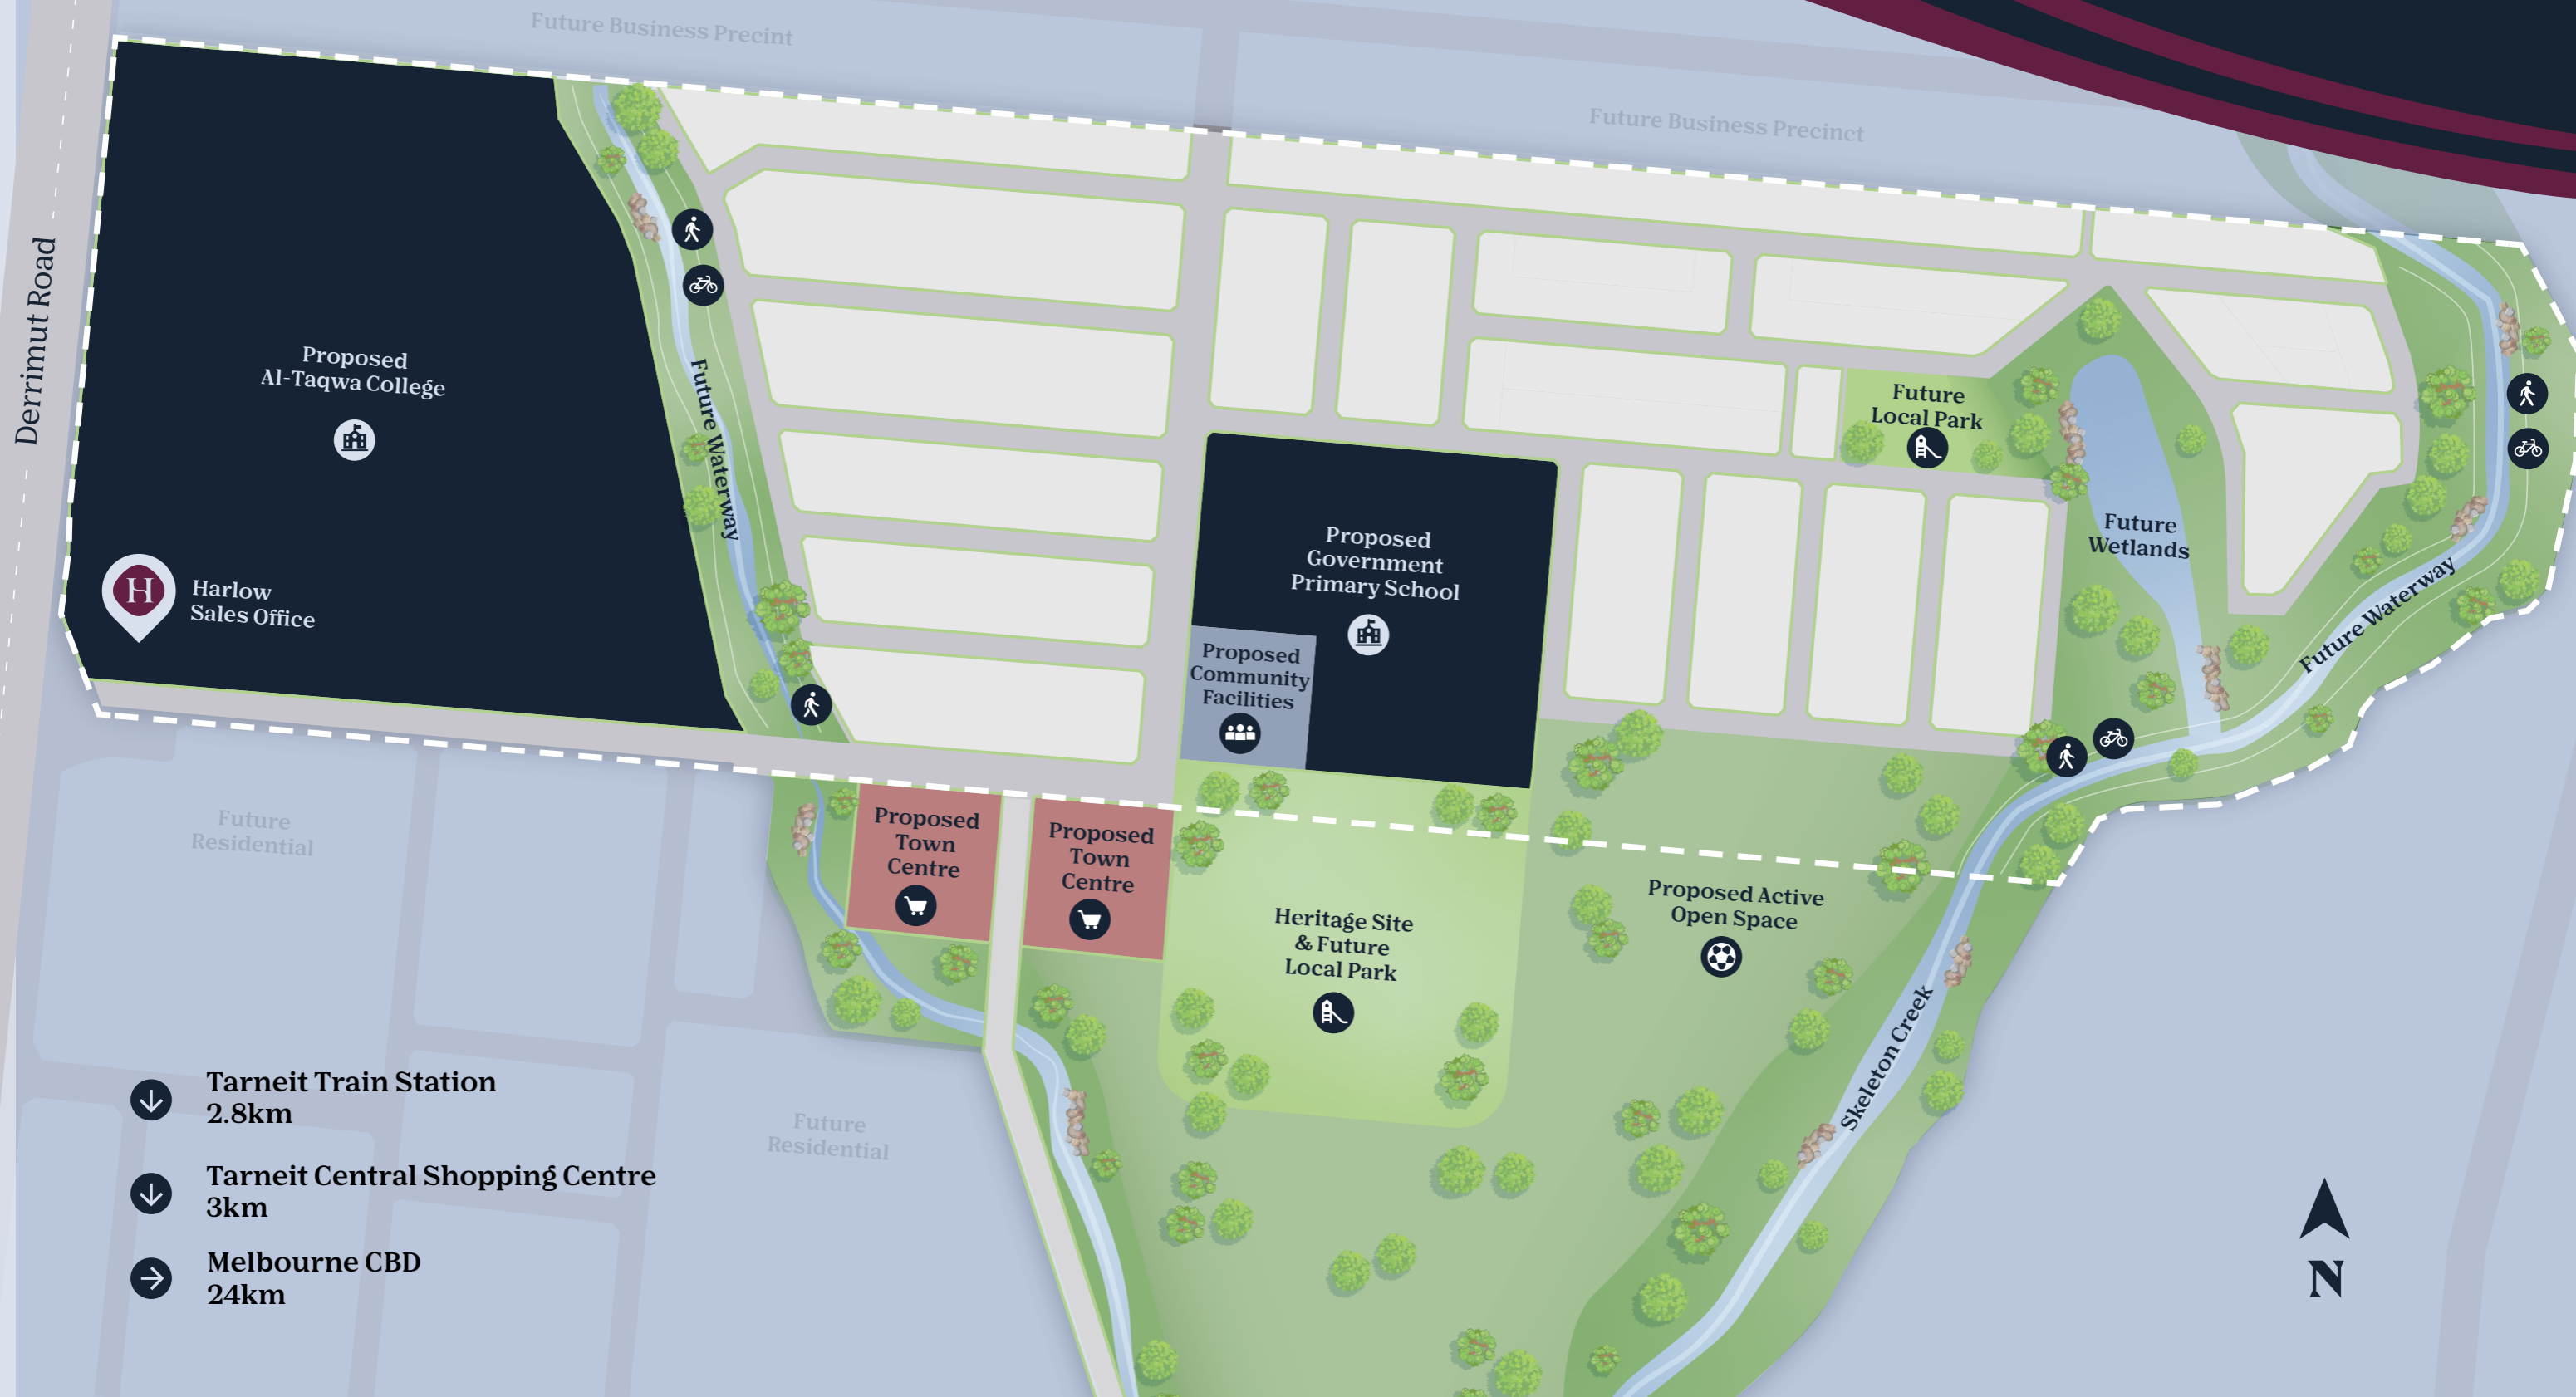 Future Business Precint
Future Business Precinct
Derrimut Road
Proposed
Al-Taqwa College
H
Harlow
Sales Office
Future Waterway
Proposed
Government
Primary School
Proposed
Community
Facilities
Future
Local Park
Future
Wetlands
Future Waterway
Proposed
Town
Centre
Proposed
Town
Centre
Heritage Site
& Future
Local Park
Proposed Active
Open Space
Skeleton Creek
Future
Residential
Future
Residential
Tarneit Train Station
2.8km
Tarneit Central Shopping Centre
3km
Melbourne CBD
24km
N